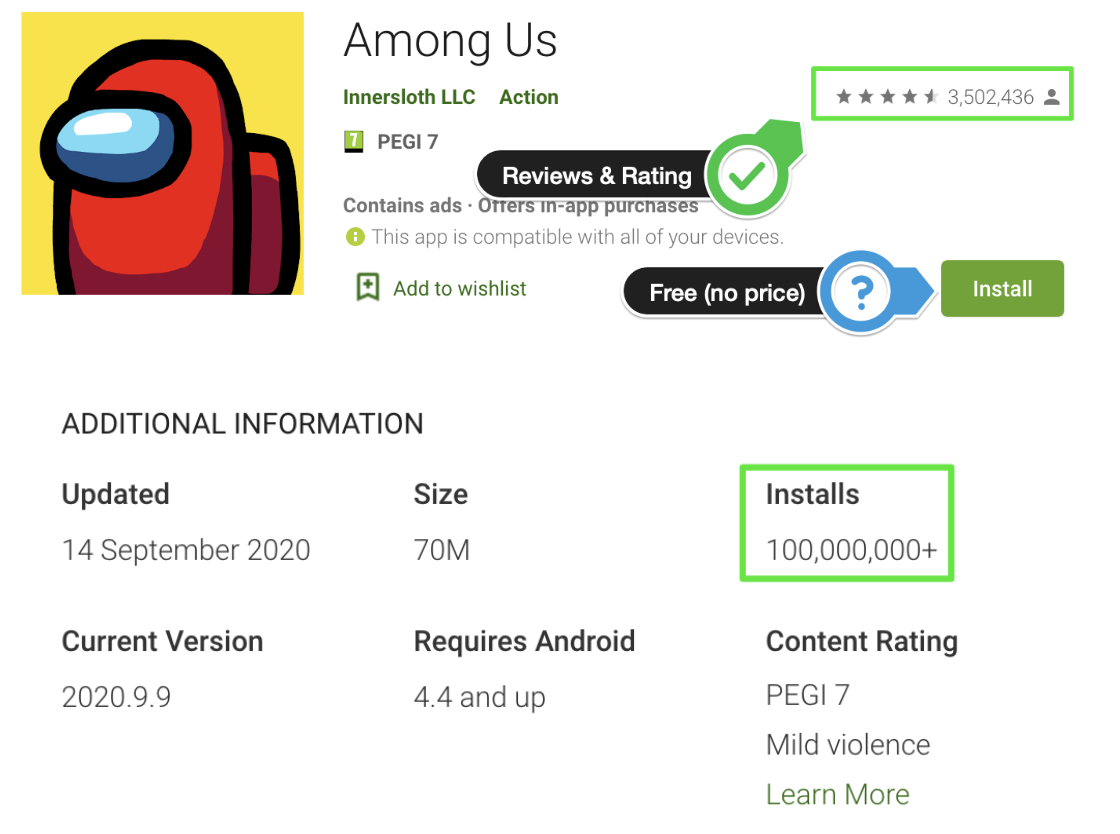 Among Us
Innersloth LLC Action
3,502,436
7 PEGI 7
Reviews & Rating
Contains ads · Offers in-app purchases
This app is compatible with all of your devices.
Add to wishlist
Free (no price)
?
Install
ADDITIONAL INFORMATION
Updated
14 September 2020
Size
70M
Installs
100,000,000+
Current Version
2020.9.9
Requires Android
4.4 and up
Content Rating
PEGI 7
Mild violence
Learn More